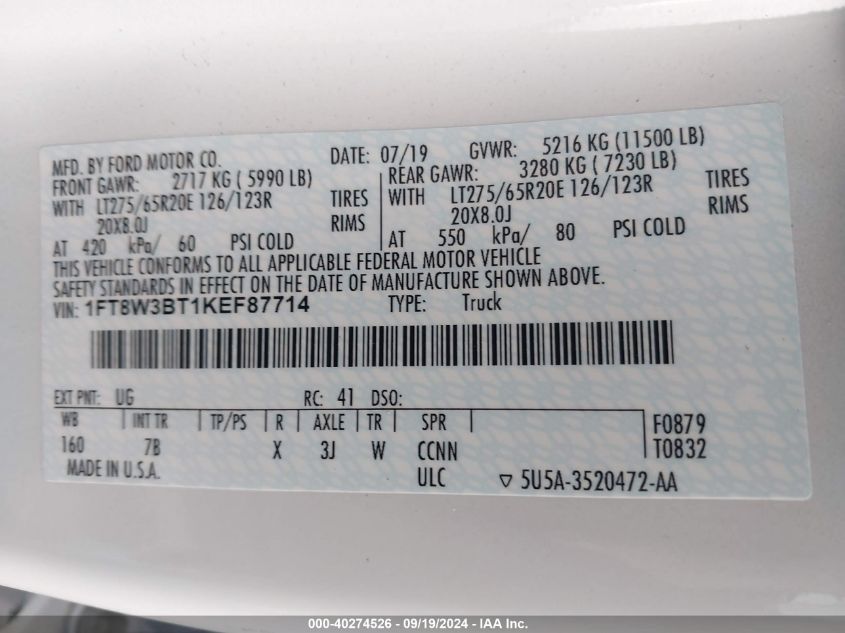 MFD. BY FORD MOTOR CO. DATE: 07/19 GVWR: 5216 KG (11500 LB)
FRONT GAWR: 2717 KG ( 5990 LB) REAR GAWR: 3280 KG ( 7230 LB)
WITH LT275/65R20E 126/123R TIRES WITH LT275/65R20E 126/123R TIRES
20X8.0J RIMS 20X8.0J RIMS
AT 420 kPa/ 60 PSI COLD AT 550 kPa/ 80 PSI COLD
THIS VEHICLE CONFORMS TO ALL APPLICABLE FEDERAL MOTOR VEHICLE
SAFETY STANDARDS IN EFFECT ON THE DATE OF MANUFACTURE SHOWN ABOVE.
VIN: 1FT8W3BT1KEF87714 TYPE: Truck
EXT PNT: UG RC: 41 DSO:
WB INT TR TP/PS R AXLE TR SPR F0879
160 7B X 3J W CCNN T0832
MADE IN U.S.A. ULC ▽ 5U5A-3520472-AA
000-40274526 - 09/19/2024 - IAA Inc.